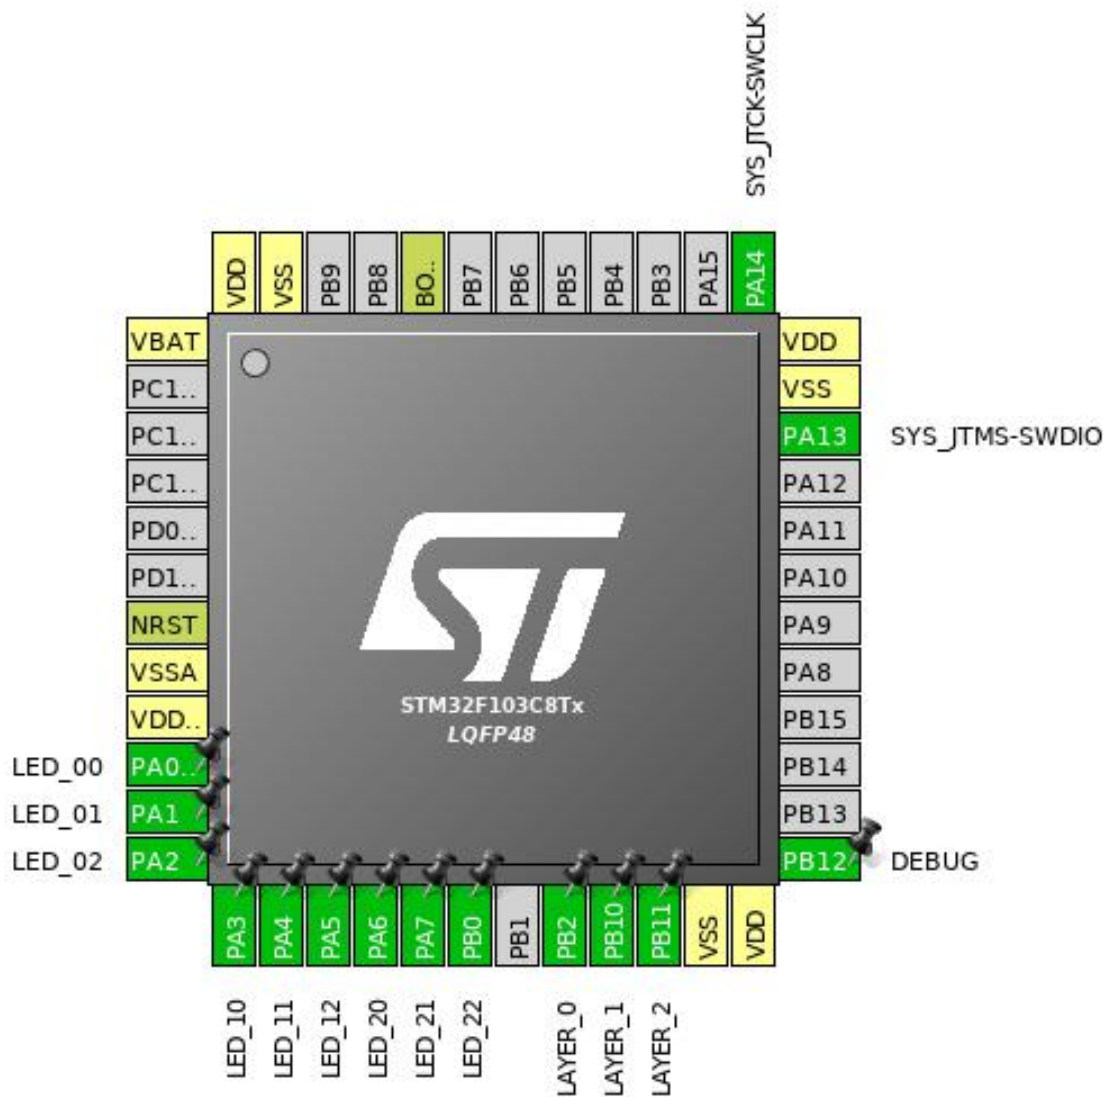 SYS_JTCK-SWCLK
VDD
VSS
PB9
PB8
BO..
PB7
PB6
PB5
PB4
PB3
PA15
PA14
VBAT
PC1..
PC1..
PC1..
PD0..
PD1..
NRST
VSSA
VDD..
LED_00 PA0..
LED_01 PA1
LED_02 PA2
VDD
VSS
PA13 SYS_JTMS-SWDIO
PA12
PA11
PA10
PA9
PA8
PB15
PB14
PB13
PB12 DEBUG
ST
STM32F103C8Tx
LQFP48
PA3
PA4
PA5
PA6
PA7
PB0
PB1
PB2
PB10
PB11
VSS
VDD
LED_10
LED_11
LED_12
LED_20
LED_21
LED_22
LAYER_0
LAYER_1
LAYER_2